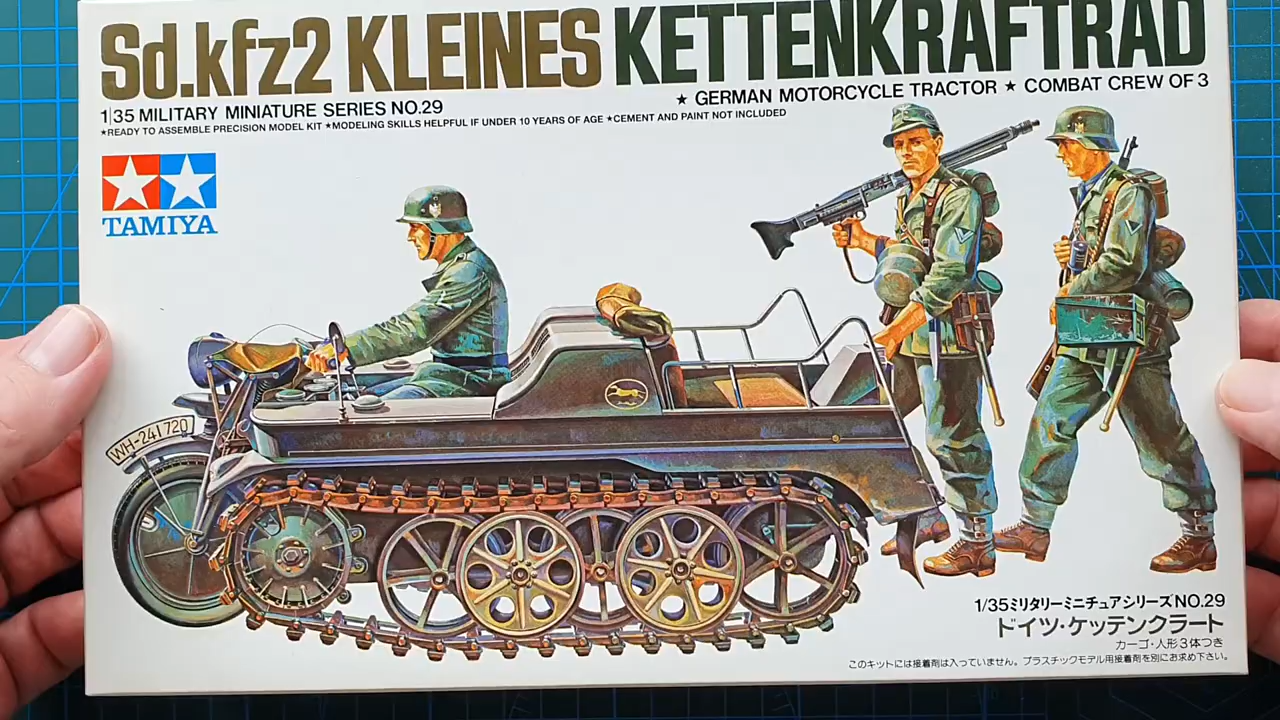 Sd.kfz2 KLEINES KETTENKRAFTRAD
1|35 MILITARY MINIATURE SERIES NO.29
★ GERMAN MOTORCYCLE TRACTOR ★ COMBAT CREW OF 3
★READY TO ASSEMBLE PRECISION MODEL KIT ★MODELING SKILLS HELPFUL IF UNDER 10 YEARS OF AGE ★CEMENT AND PAINT NOT INCLUDED
TAMIYA
WH-241720
1/35ミリタリーミニチュアシリーズNO.29
ドイツ・ケッテンクラート
カーゴ・人形3体つき
このキットには接着剤は入っていません。プラスチックモデル用接着剤を別にお求め下さい。